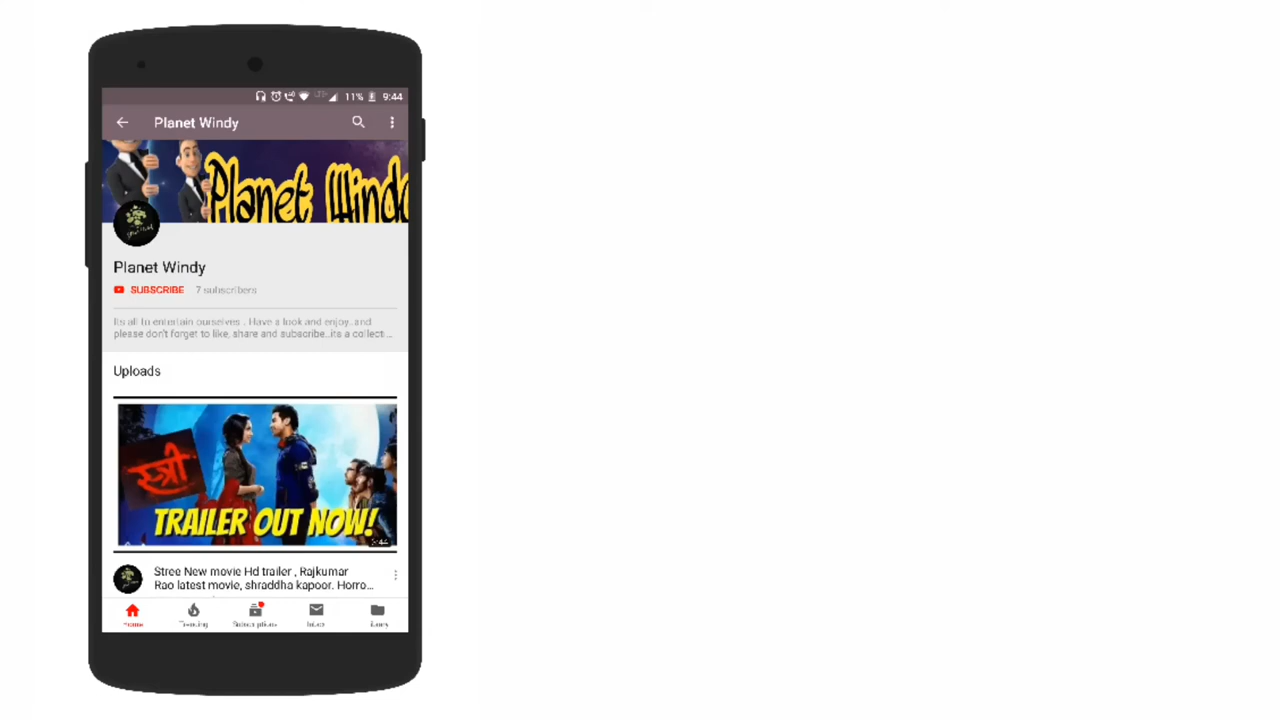 11% 9:44
Planet Windy
Planet Wind
Planet Windy
SUBSCRIBE 7 subscribers
Its all to entertain ourselves . Have a look and enjoy..and
please don't forget to like, share and subscribe..its a collecti...
Uploads
स्त्री
TRAILER OUT NOW!
Stree New movie Hd trailer , Rajkumar
Rao latest movie, shraddha kapoor. Horro...
Home Trending Subscriptions Inbox Library